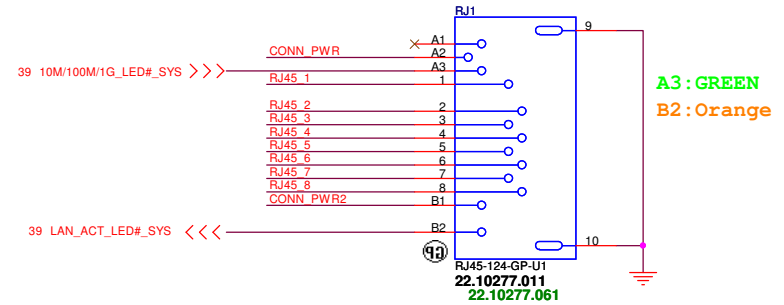 RJ1
9
A1
CONN_PWR
A2
39 10M/100M/1G_LED#_SYS
A3
RJ45_1
1
A3:GREEN
B2:Orange
RJ45_2
2
RJ45_3
3
RJ45_4
4
RJ45_5
5
RJ45_6
6
RJ45_7
7
RJ45_8
8
CONN_PWR2
B1
39 LAN_ACT_LED#_SYS
B2
10
GP
RJ45-124-GP-U1
22.10277.011
22.10277.061